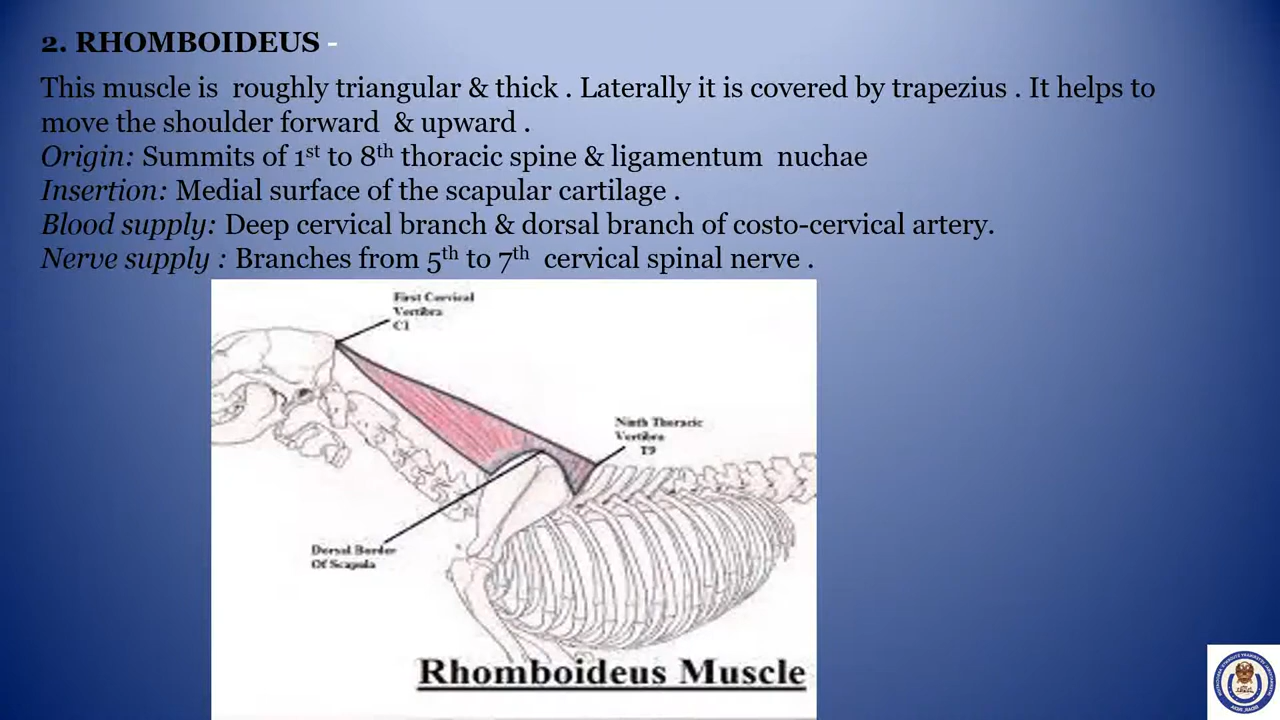 2. RHOMBOIDEUS -
This muscle is roughly triangular & thick . Laterally it is covered by trapezius . It helps to
move the shoulder forward & upward .
Origin: Summits of 1st to 8th thoracic spine & ligamentum nuchae
Insertion: Medial surface of the scapular cartilage .
Blood supply: Deep cervical branch & dorsal branch of costo-cervical artery.
Nerve supply : Branches from 5th to 7th cervical spinal nerve .
First Cervical
Vertibra
C1
Ninth Thoracic
Vertibra
T9
Dorsal Border
Of Scapula
Rhomboideus Muscle